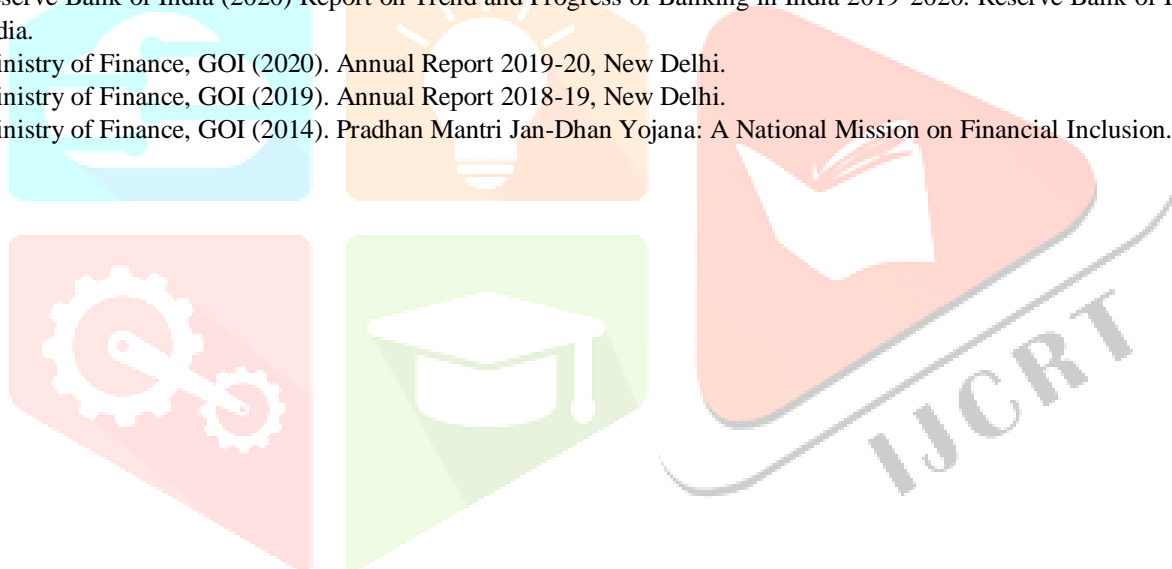 serve Bank of India (2020) Report on Trend and Progress of Banking in India 2019-2020. Reserve Bank of I
dia.
inistry of Finance, GOI (2020). Annual Report 2019-20, New Delhi.
inistry of Finance, GOI (2019). Annual Report 2018-19, New Delhi.
inistry of Finance, GOI (2014). Pradhan Mantri Jan-Dhan Yojana: A National Mission on Financial Inclusion.
IJCRT